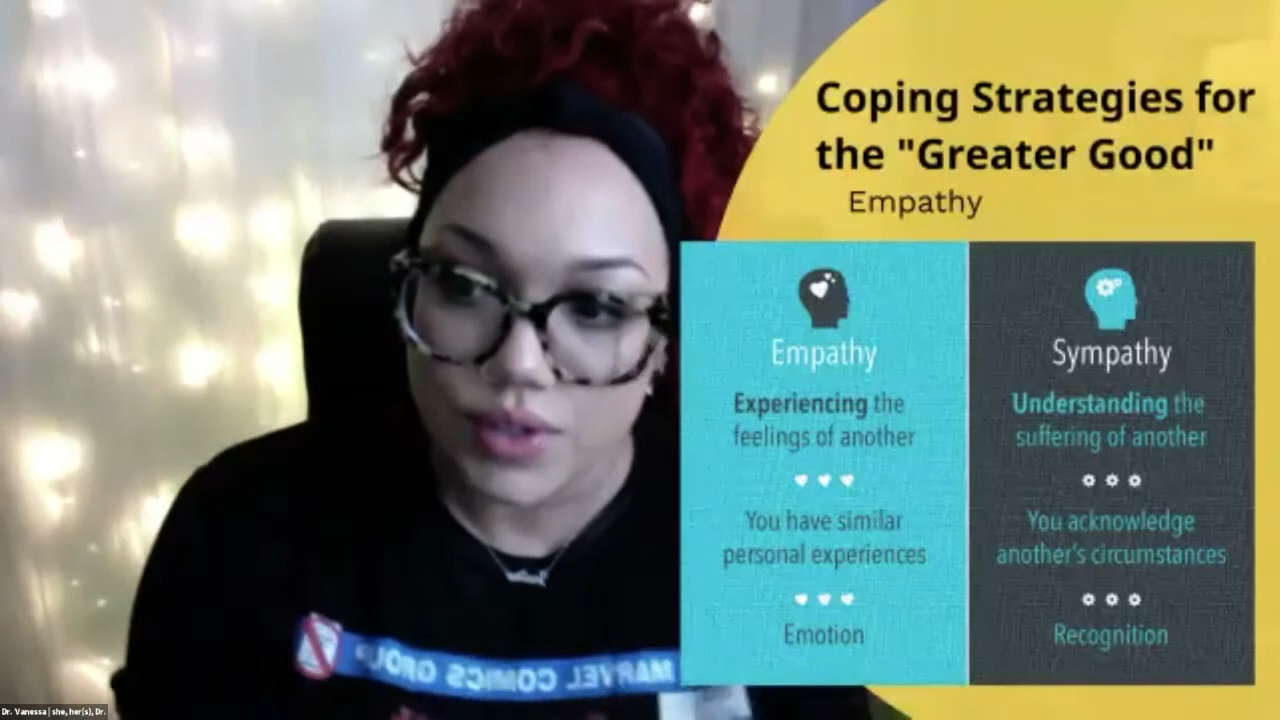 Coping Strategies for
the "Greater Good"
Empathy
Empathy
Experiencing the
feelings of another
You have similar
personal experiences
Emotion
Sympathy
Understanding the
suffering of another
You acknowledge
another's circumstances
Recognition
MARVEL COMICS GROUP
Dr. Vanessa | she, her(s), Dr.